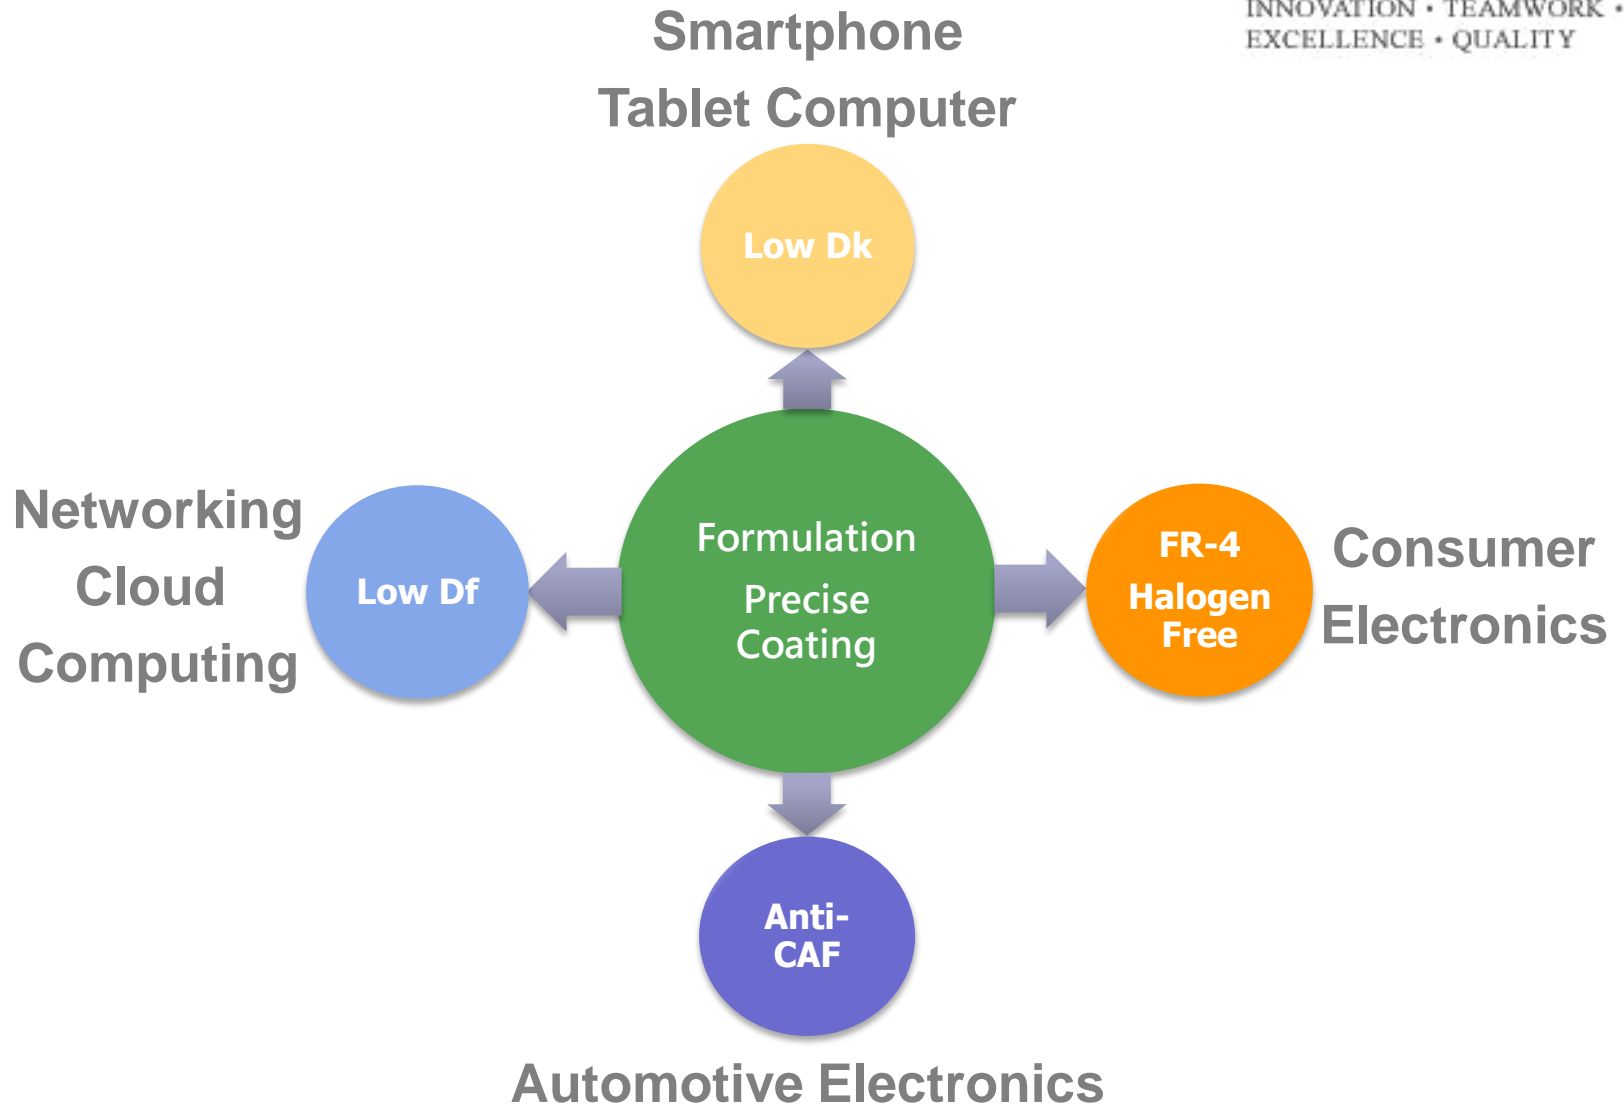 INNOVATION • TEAMWORK •
EXCELLENCE • QUALITY
Smartphone
Tablet Computer
Low Dk
Networking
Cloud
Computing
Low Df
Formulation
Precise
Coating
FR-4
Halogen
Free
Consumer
Electronics
Anti-
CAF
Automotive Electronics